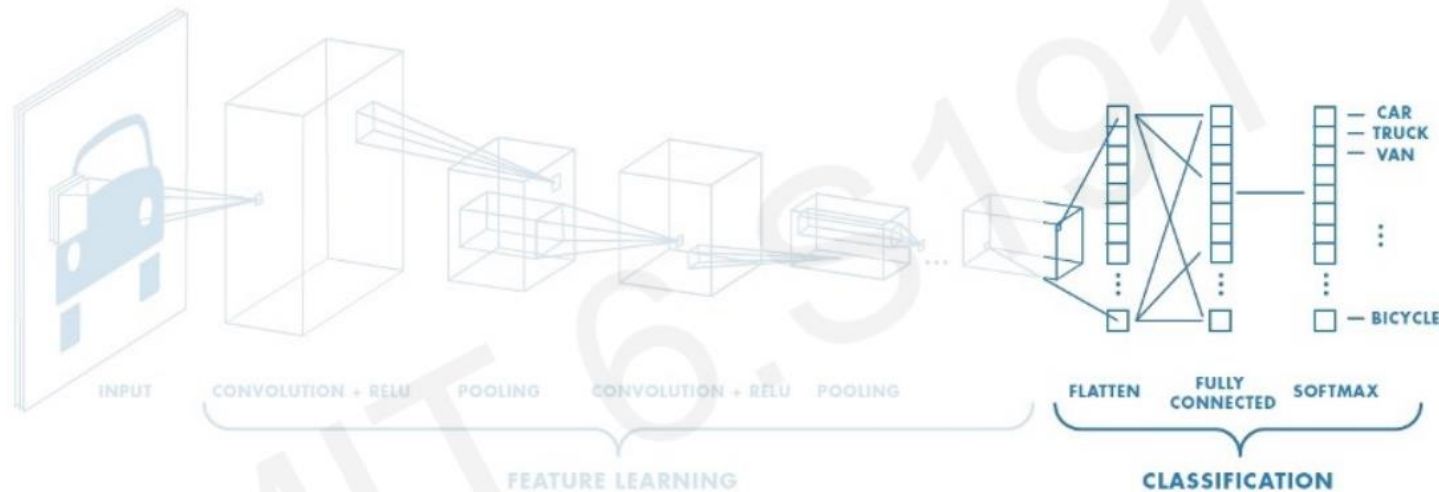 CAR
TRUCK
VAN
BICYCLE
INPUT CONVOLUTION + RELU POOLING CONVOLUTION + RELU POOLING FLATTEN FULLY CONNECTED SOFTMAX
FEATURE LEARNING CLASSIFICATION
MIT 6.S191